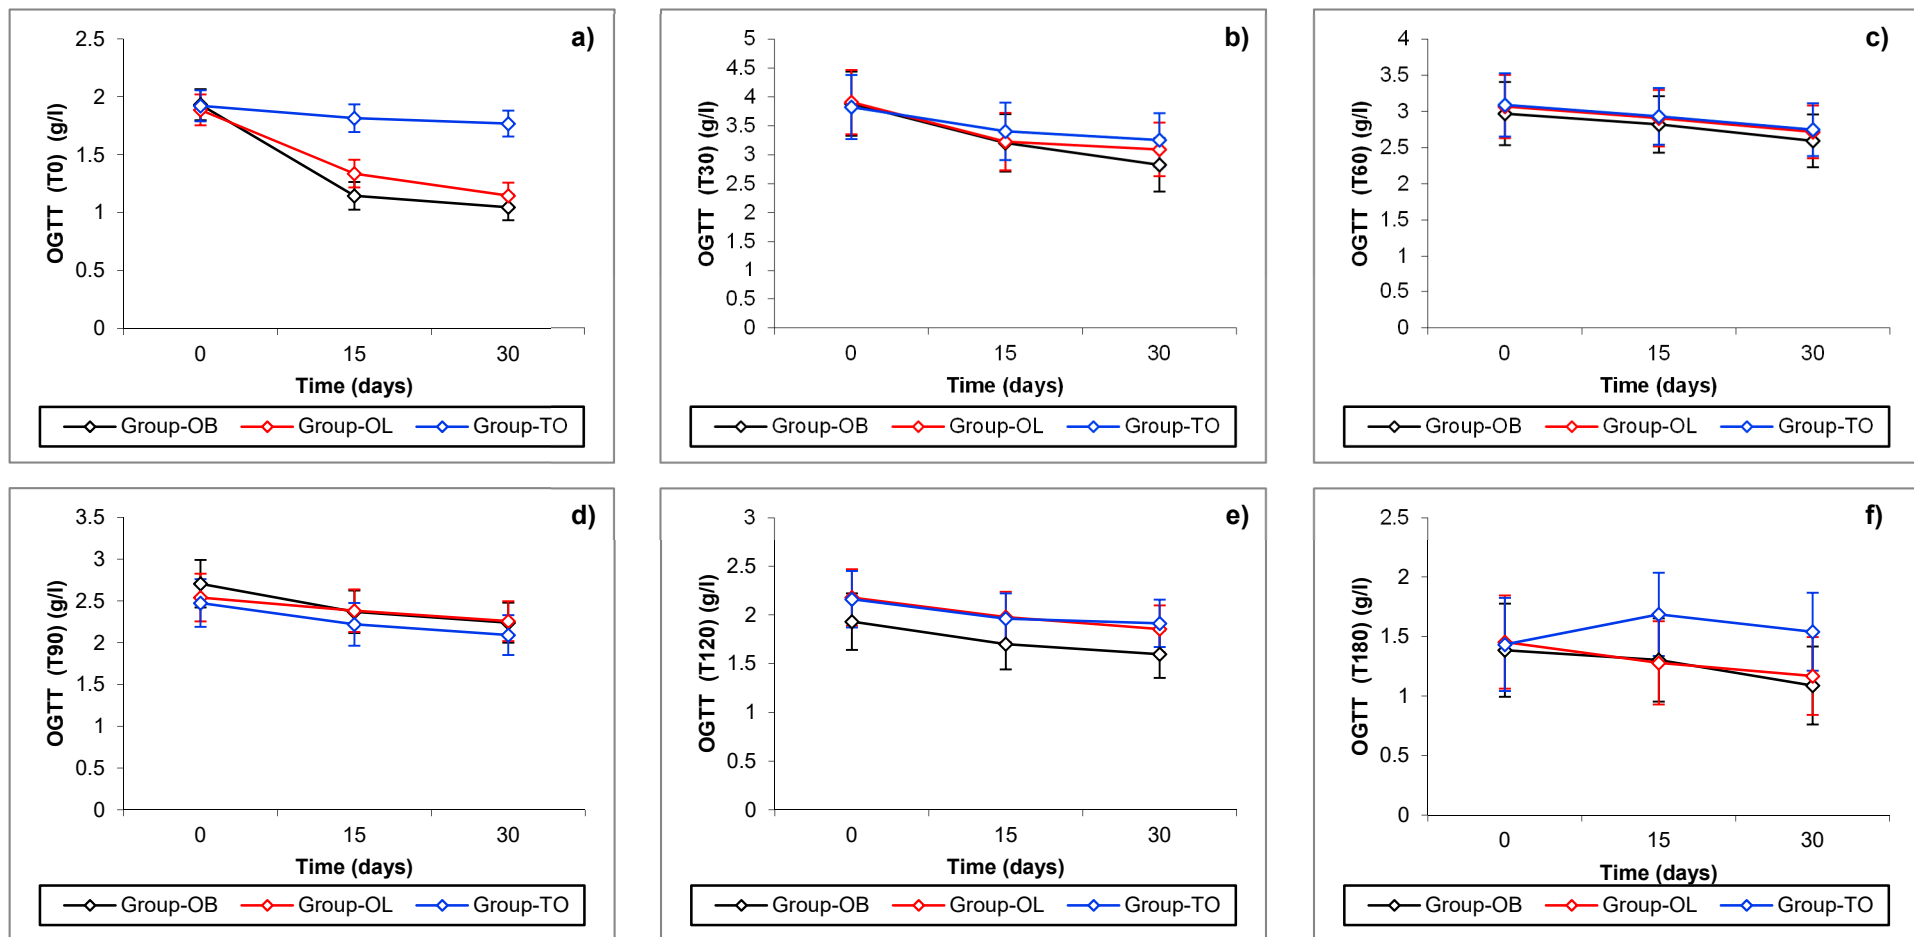 a)
OGTT (T0) (g/l)
2.5
2
1.5
1
0.5
0
0 15 30
Time (days)
Group-OB Group-OL Group-TO
b)
OGTT (T30) (g/l)
5
4.5
4
3.5
3
2.5
2
1.5
1
0.5
0
0 15 30
Time (days)
Group-OB Group-OL Group-TO
c)
OGTT (T60) (g/l)
4
3.5
3
2.5
2
1.5
1
0.5
0
0 15 30
Time (days)
Group-OB Group-OL Group-TO
d)
OGTT (T90) (g/l)
3.5
3
2.5
2
1.5
1
0.5
0
0 15 30
Time (days)
Group-OB Group-OL Group-TO
e)
OGTT (T120) (g/l)
3
2.5
2
1.5
1
0.5
0
0 15 30
Time (days)
Group-OB Group-OL Group-TO
f)
OGTT (T180) (g/l)
2.5
2
1.5
1
0.5
0
0 15 30
Time (days)
Group-OB Group-OL Group-TO